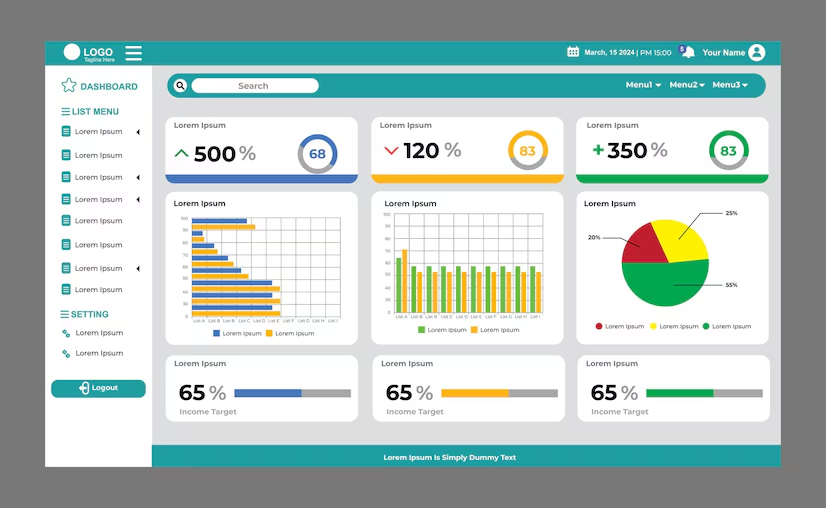 LOGO
Tagline Here
March, 15 2024 | PM 15:00
5
Your Name
DASHBOARD
LIST MENU
Lorem Ipsum
Lorem Ipsum
Lorem Ipsum
Lorem Ipsum
Lorem Ipsum
Lorem Ipsum
Lorem Ipsum
Lorem Ipsum
SETTING
Lorem Ipsum
Lorem Ipsum
Logout
Search
Menu1 Menu2 Menu3
Lorem Ipsum
500 %
68
Lorem Ipsum
120 %
83
Lorem Ipsum
+350 %
83
Lorem Ipsum
100
90
80
70
60
50
40
30
0
List A List B List B List C List D List E List F List G List H List I
Lorem Ipsum Lorem Ipsum
Lorem Ipsum
100
90
80
70
60
50
40
30
0
List A List B List B List C List D List E List F List G List H List I
Lorem Ipsum Lorem Ipsum
Lorem Ipsum
25%
20%
55%
Lorem Ipsum Lorem Ipsum Lorem Ipsum
Lorem Ipsum
65 %
Income Target
Lorem Ipsum
65 %
Income Target
Lorem Ipsum
65 %
Income Target
Lorem Ipsum Is Simply Dummy Text